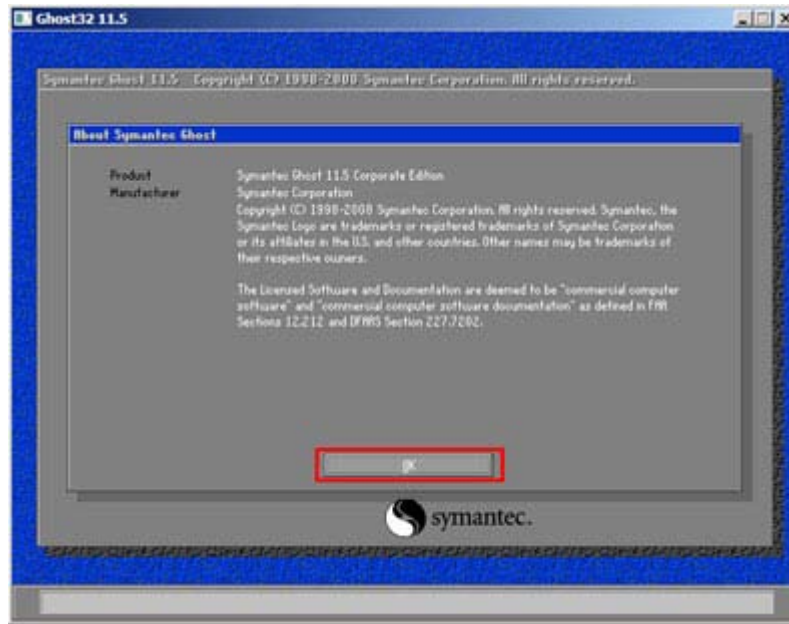 Ghost32 11.5
Symantec Ghost 11.5 Copyright (C) 1998-2008 Symantec Corporation. All rights reserved.
About Symantec Ghost
Product Symantec Ghost 11.5 Corporate Edition
Manufacturer Symantec Corporation
Copyright (C) 1998-2008 Symantec Corporation. All rights reserved. Symantec, the
Symantec Logo are trademarks or registered trademarks of Symantec Corporation
or its affiliates in the U.S. and other countries. Other names may be trademarks of
their respective owners.
The Licensed Software and Documentation are deemed to be "commercial computer
software" and "commercial computer software documentation" as defined in FAR
Sections 12.212 and DFARS Section 227.7202.
OK
symantec.